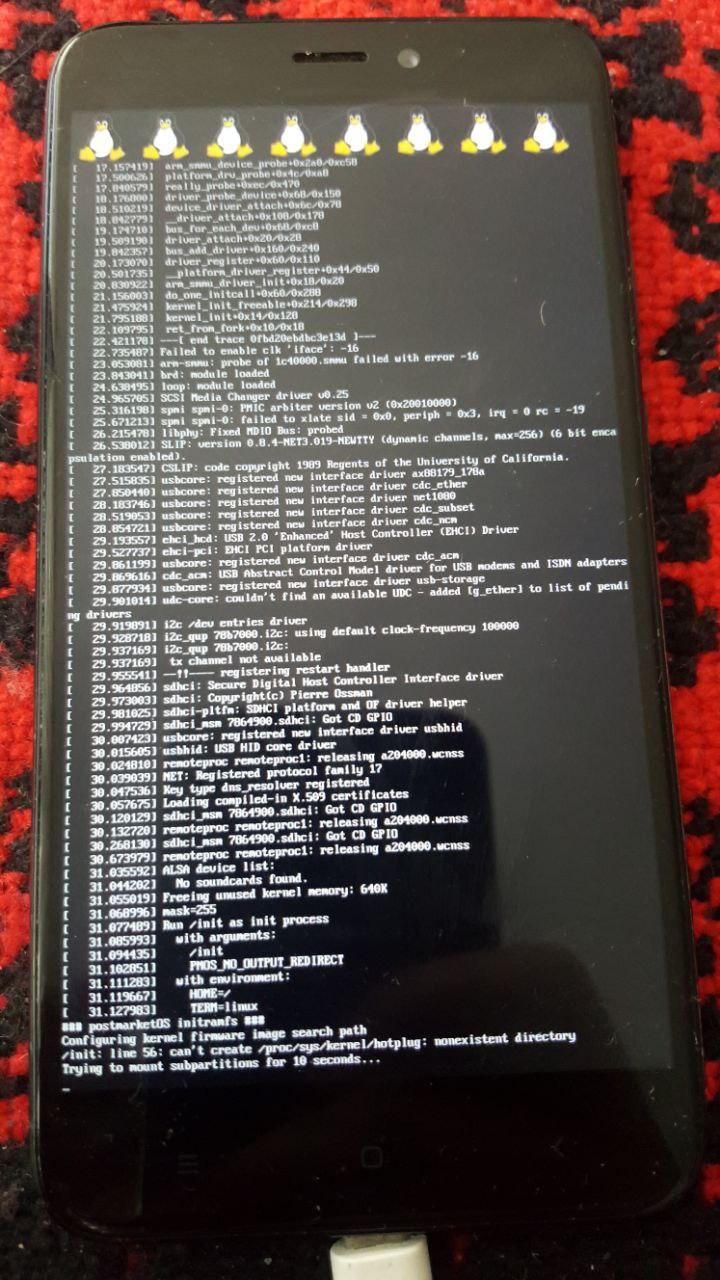 [   17.157419]  arm_smmu_device_probe+0x2a0/0xc58
[   17.500626]  platform_drv_probe+0x4c/0xa8
[   17.840579]  really_probe+0xec/0x470
[   18.176800]  driver_probe_device+0x68/0x150
[   18.510219]  device_driver_attach+0x6c/0x78
[   18.842779]  __driver_attach+0x108/0x178
[   19.174710]  bus_for_each_dev+0x68/0xc8
[   19.509190]  driver_attach+0x20/0x28
[   19.842357]  bus_add_driver+0x160/0x240
[   20.173070]  driver_register+0x60/0x110
[   20.501735]  __platform_driver_register+0x44/0x50
[   20.830922]  arm_smmu_driver_init+0x18/0x20
[   21.156003]  do_one_initcall+0x60/0x288
[   21.475924]  kernel_init_freeable+0x214/0x298
[   21.795188]  kernel_init+0x14/0x128
[   22.109795]  ret_from_fork+0x10/0x18
[   22.421178] ---[ end trace 0fbd20ebdbc3e13d ]---
[   22.735487] Failed to enable clk 'iface': -16
[   23.053081] arm-smmu: probe of 1c40000.smmu failed with error -16
[   23.843041] brd: module loaded
[   24.638495] loop: module loaded
[   24.965705] SCSI Media Changer driver v0.25
[   25.316198] spmi spmi-0: PMIC arbiter version v2 (0x20010000)
[   25.671213] spmi spmi-0: failed to xlate sid = 0x0, periph = 0x3, irq = 0 rc = -19
[   26.215478] libphy: Fixed MDIO Bus: probed
[   26.538012] SLIP: version 0.8.4-NET3.019-NEWTTY (dynamic channels, max=256) (6 bit enca
psulation enabled).
[   27.183547] CSLIP: code copyright 1989 Regents of the University of California.
[   27.515835] usbcore: registered new interface driver ax88179_178a
[   27.850440] usbcore: registered new interface driver cdc_ether
[   28.183746] usbcore: registered new interface driver net1080
[   28.519053] usbcore: registered new interface driver cdc_subset
[   28.854721] usbcore: registered new interface driver cdc_ncm
[   29.193557] ehci_hcd: USB 2.0 'Enhanced' Host Controller (EHCI) Driver
[   29.527737] ehci-pci: EHCI PCI platform driver
[   29.861199] usbcore: registered new interface driver cdc_acm
[   29.869616] cdc_acm: USB Abstract Control Model driver for USB modems and ISDN adapters
[   29.877934] usbcore: registered new interface driver usb-storage
[   29.901014] udc-core: couldn't find an available UDC - added [g_ether] to list of pendi
ng drivers
[   29.919891] i2c /dev entries driver
[   29.928718] i2c_qup 78b7000.i2c: using default clock-frequency 100000
[   29.937169] i2c_qup 78b7000.i2c:
[   29.937169]  tx channel not available
[   29.955541] --!!---- registering restart handler
[   29.964856] sdhci: Secure Digital Host Controller Interface driver
[   29.973003] sdhci: Copyright(c) Pierre Ossman
[   29.981025] sdhci-pltfm: SDHCI platform and OF driver helper
[   29.994729] sdhci_msm 7864900.sdhci: Got CD GPIO
[   30.007423] usbcore: registered new interface driver usbhid
[   30.015605] usbhid: USB HID core driver
[   30.024810] remoteproc remoteproc1: releasing a204000.wcnss
[   30.039039] NET: Registered protocol family 17
[   30.047536] Key type dns_resolver registered
[   30.057675] Loading compiled-in X.509 certificates
[   30.120129] sdhci_msm 7864900.sdhci: Got CD GPIO
[   30.132720] remoteproc remoteproc1: releasing a204000.wcnss
[   30.268130] sdhci_msm 7864900.sdhci: Got CD GPIO
[   30.673979] remoteproc remoteproc1: releasing a204000.wcnss
[   31.035592] ALSA device list:
[   31.044202]   No soundcards found.
[   31.055019] Freeing unused kernel memory: 640K
[   31.068996] mask=255
[   31.077489] Run /init as init process
[   31.085993]   with arguments:
[   31.094435]     /init
[   31.102851]     PMOS_NO_OUTPUT_REDIRECT
[   31.111283]   with environment:
[   31.119667]     HOME=/
[   31.127983]     TERM=linux
### postmarketOS initramfs ###
Configuring kernel firmware image search path
/init: line 56: can't create /proc/sys/kernel/hotplug: nonexistent directory
Trying to mount subpartitions for 10 seconds...
_